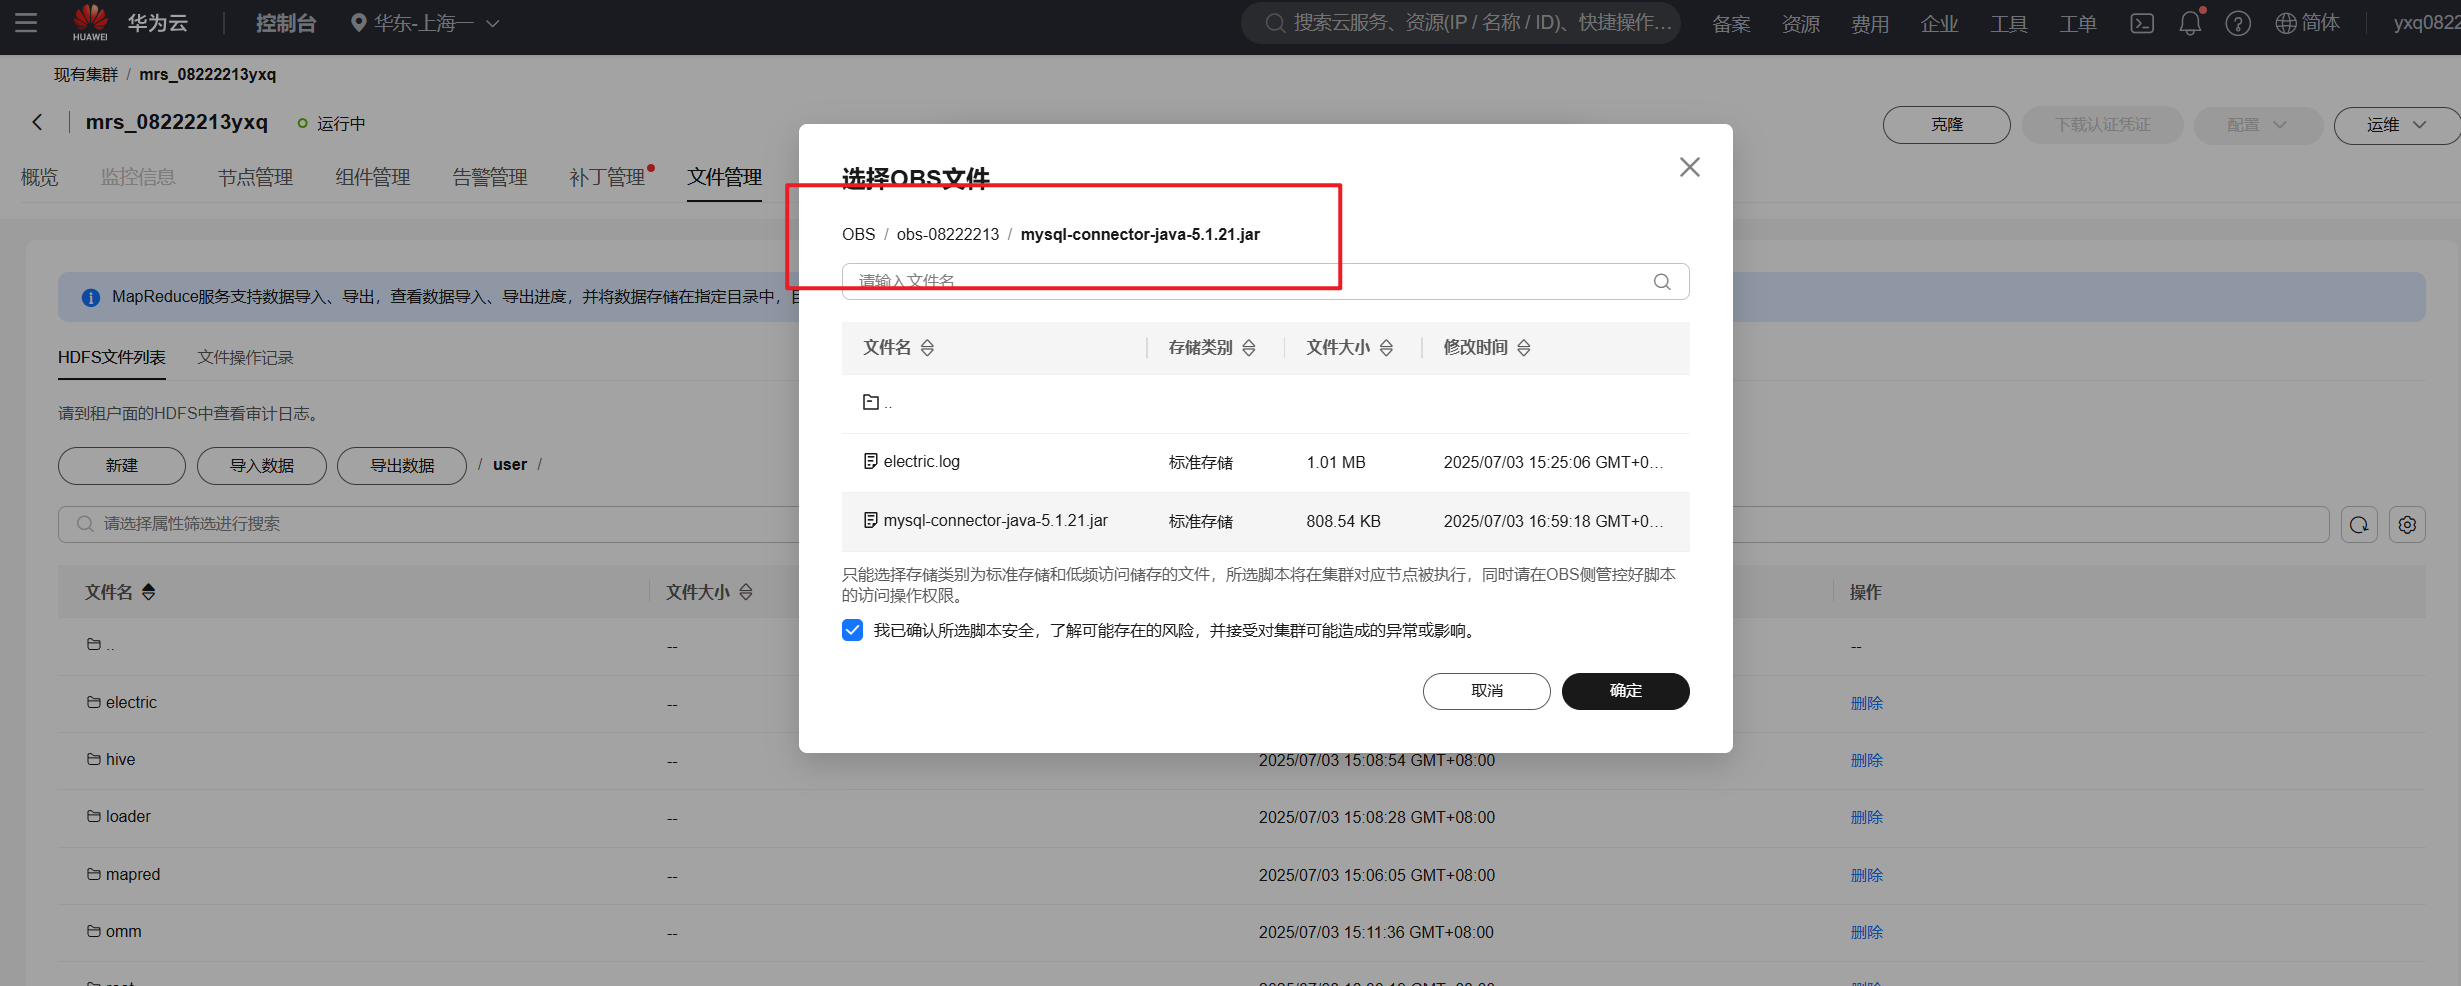 HUAWEI 华为云 控制台 华东-上海一 搜索云服务、资源(IP / 名称 / ID)、快捷操作... 备案 资源 费用 企业 工具 工单 简体 yxq0822
现有集群 / mrs_08222213yxq
mrs_08222213yxq 运行中 克隆 下载认证凭证 配置 运维
概览 监控信息 节点管理 组件管理 告警管理 补丁管理 文件管理
MapReduce服务支持数据导入、导出，查看数据导入、导出进度，并将数据存储在指定目录中，
HDFS文件列表 文件操作记录
请到租户面的HDFS中查看审计日志。
新建 导入数据 导出数据 / user /
请选择属性筛选进行搜索
文件名 文件大小 操作
.. -- --
electric -- 删除
hive -- 2025/07/03 15:08:54 GMT+08:00 删除
loader -- 2025/07/03 15:08:28 GMT+08:00 删除
mapred -- 2025/07/03 15:06:05 GMT+08:00 删除
omm -- 2025/07/03 15:11:36 GMT+08:00 删除
选择OBS文件
OBS / obs-08222213 / mysql-connector-java-5.1.21.jar
请输入文件名
文件名 存储类别 文件大小 修改时间
..
electric.log 标准存储 1.01 MB 2025/07/03 15:25:06 GMT+0...
mysql-connector-java-5.1.21.jar 标准存储 808.54 KB 2025/07/03 16:59:18 GMT+0...
只能选择存储类别为标准存储和低频访问储存的文件，所选脚本将在集群对应节点被执行，同时请在OBS侧管控好脚本
的访问操作权限。
我已确认所选脚本安全，了解可能存在的风险，并接受对集群可能造成的异常或影响。
取消 确定